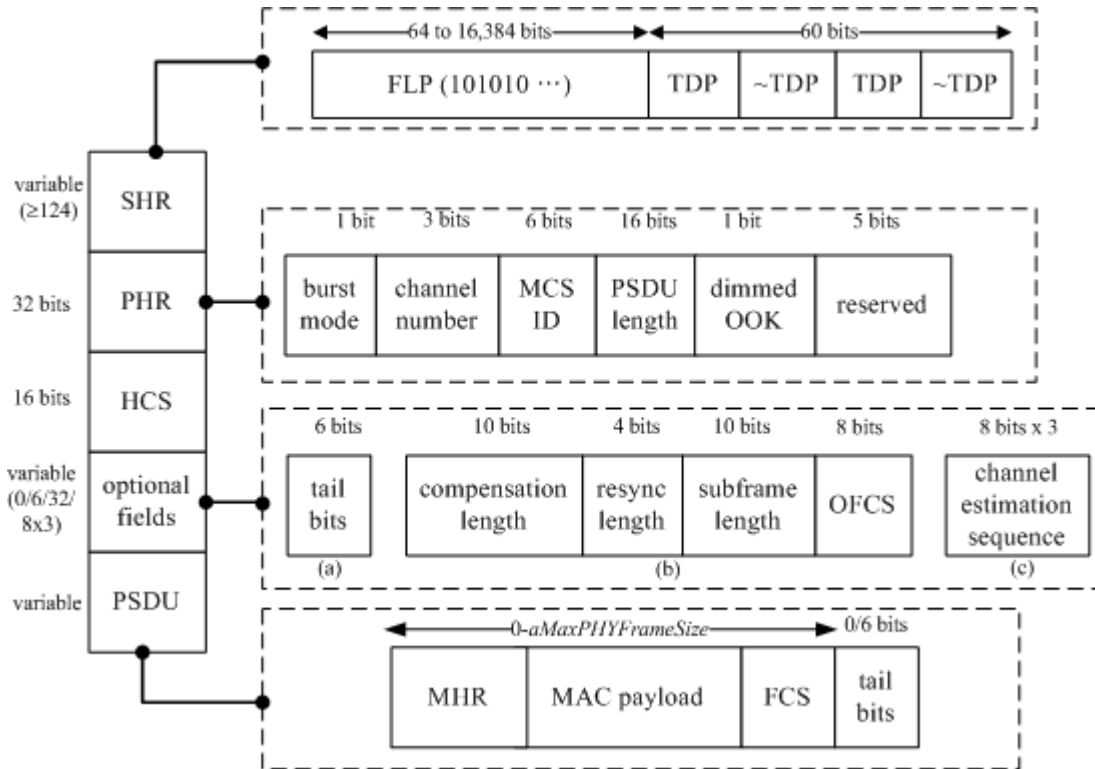 64 to 16,384 bits 60 bits
FLP (101010 ···) TDP ~TDP TDP ~TDP
variable
(≥124)
SHR
1 bit 3 bits 6 bits 16 bits 1 bit 5 bits
32 bits
PHR
burst
mode
channel
number
MCS
ID
PSDU
length
dimmed
OOK
reserved
16 bits
HCS
6 bits 10 bits 4 bits 10 bits 8 bits 8 bits x 3
variable
(0/6/32/
8x3)
optional
fields
tail
bits
compensation
length
resync
length
subframe
length
OFCS
channel
estimation
sequence
(a) (b) (c)
variable
PSDU
0-aMaxPHYFrameSize 0/6 bits
MHR MAC payload FCS
tail
bits